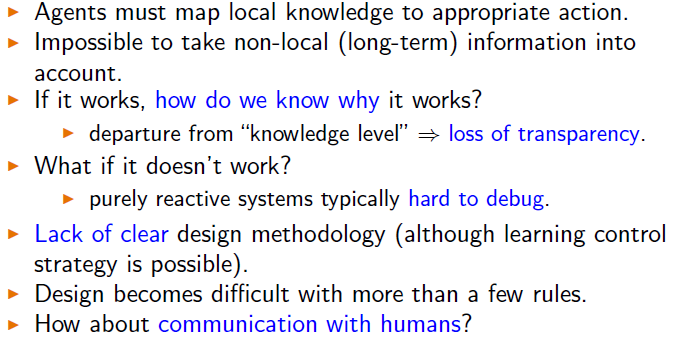 ▶ Agents must map local knowledge to appropriate action.
▶ Impossible to take non-local (long-term) information into
account.
▶ If it works, how do we know why it works?
▶ departure from “knowledge level” ⇒ loss of transparency.
▶ What if it doesn’t work?
▶ purely reactive systems typically hard to debug.
▶ Lack of clear design methodology (although learning control
strategy is possible).
▶ Design becomes difficult with more than a few rules.
▶ How about communication with humans?